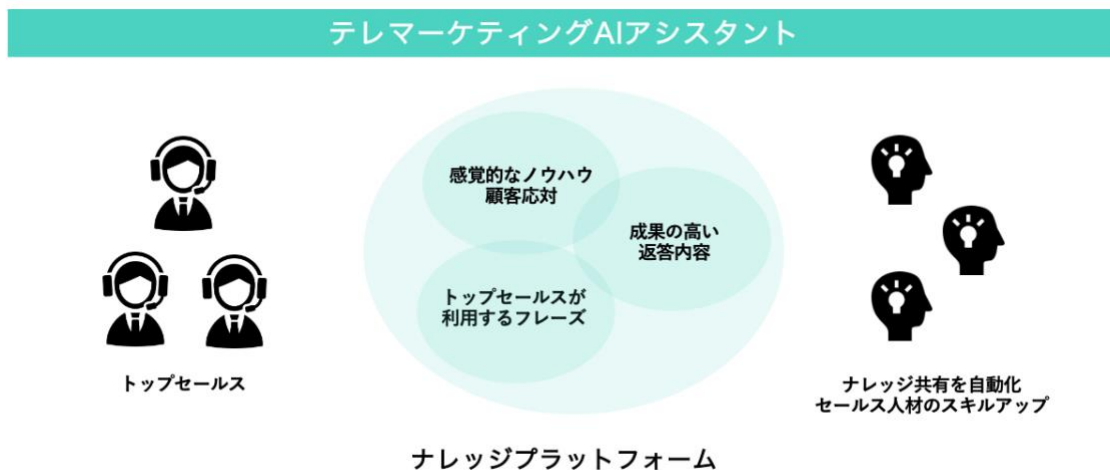 テレマーケティングAIアシスタント
感覚的なノウハウ
顧客応対
成果の高い
返答内容
トップセールスが
利用するフレーズ
トップセールス
ナレッジ共有を自動化
セールス人材のスキルアップ
ナレッジプラットフォーム